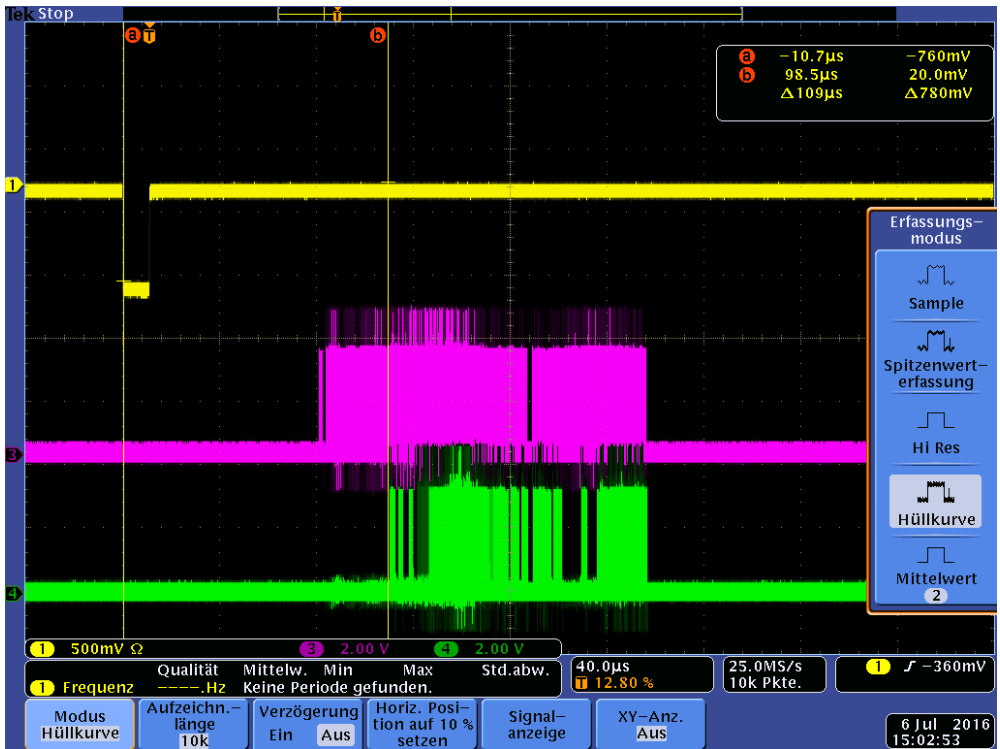 Tek Stop
a T b
a −10.7µs −760mV
b 98.5µs 20.0mV
Δ109µs Δ780mV
1
Erfassungs−
modus
Sample
Spitzenwert−
erfassung
Hi Res
Hüllkurve
Mittelwert
2
3
4
1 500mV Ω 3 2.00 V 4 2.00 V
Qualität Mittelw. Min Max Std.abw.
1 Frequenz −−−−.Hz Keine Periode gefunden.
40.0µs
T 12.80 %
25.0MS/s
10k Pkte.
1 −360mV
Modus
Hüllkurve
Aufzeichn.−
länge
10k
Verzögerung
Ein Aus
Horiz. Posi−
tion auf 10 %
setzen
Signal−
anzeige
XY−Anz.
Aus
6 Jul 2016
15:02:53